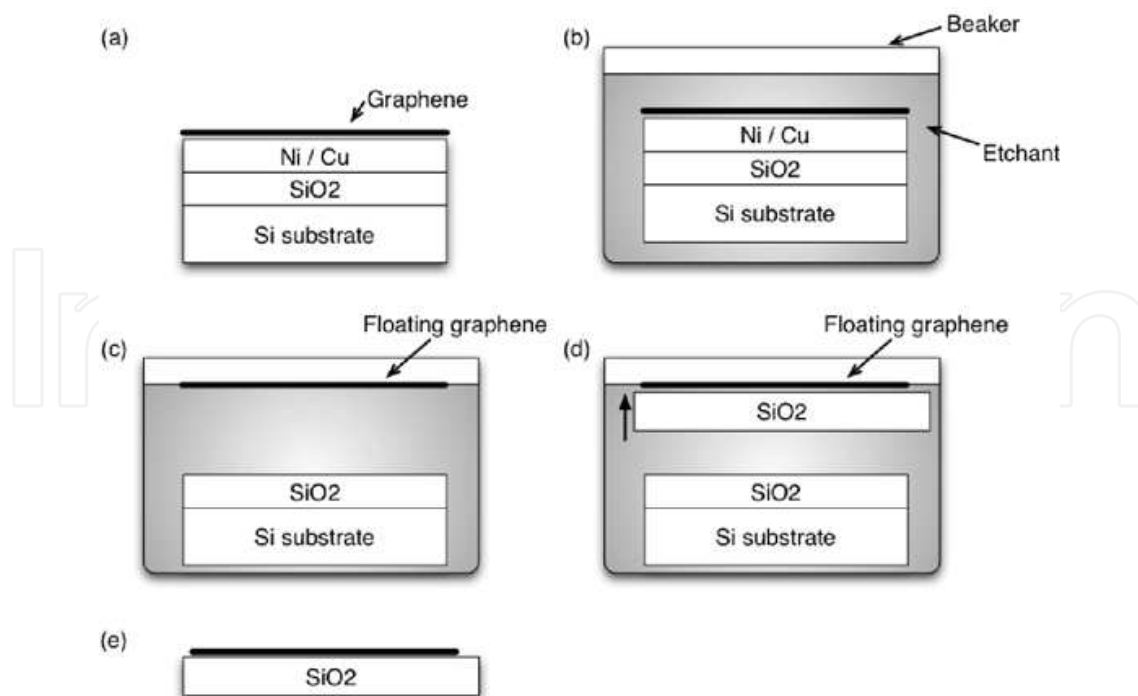 (a)
Graphene
Ni / Cu
SiO2
Si substrate
(b)
Beaker
Ni / Cu
SiO2
Si substrate
Etchant
(c)
Floating graphene
SiO2
Si substrate
(d)
Floating graphene
SiO2
SiO2
Si substrate
(e)
SiO2